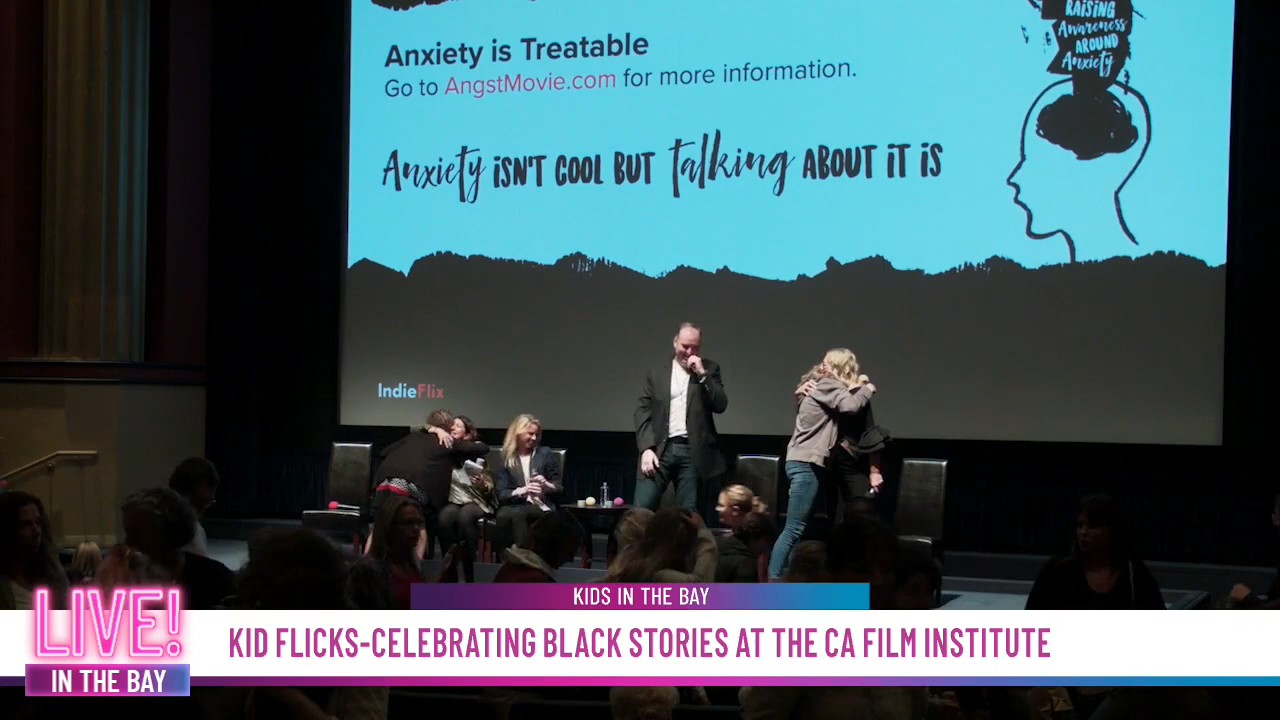 RAISING
Awareness
AROUND
Anxiety
Anxiety is Treatable
Go to AngstMovie.com for more information.
Anxiety ISN'T COOL BUT talking ABOUT IT IS
IndieFlix
KIDS IN THE BAY
LIVE!
IN THE BAY
KID FLICKS-CELEBRATING BLACK STORIES AT THE CA FILM INSTITUTE